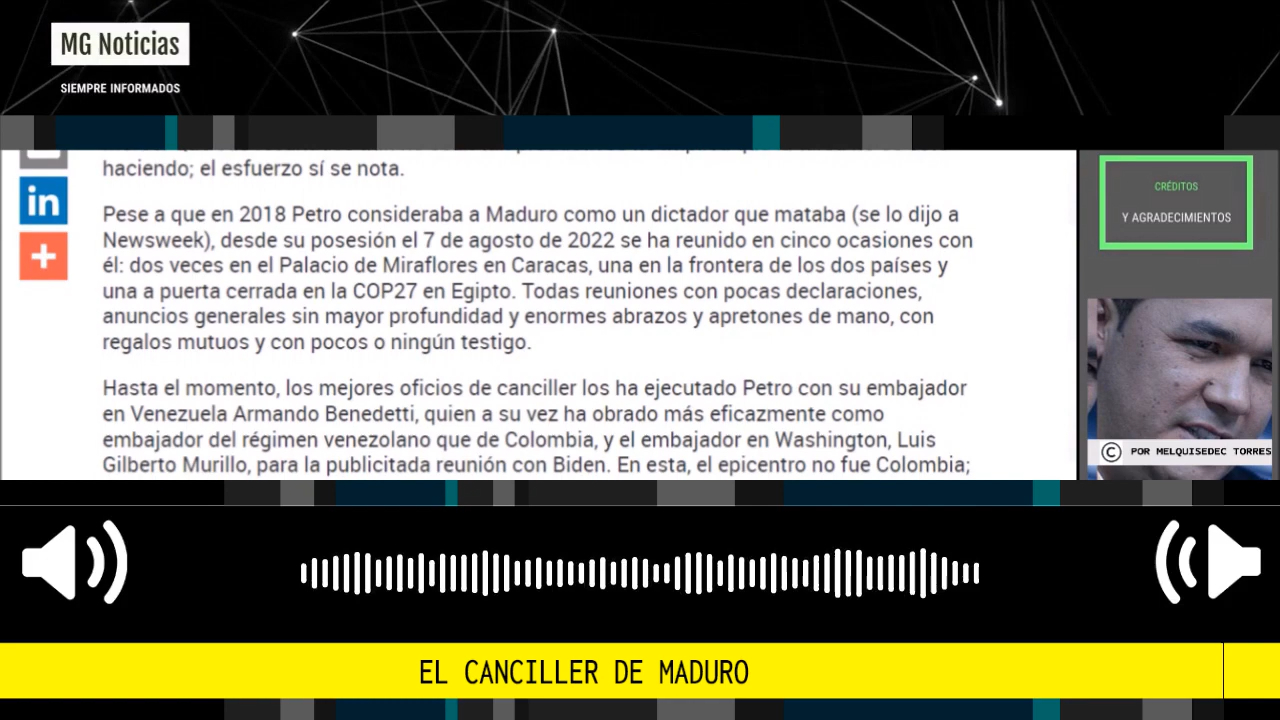 MG Noticias
SIEMPRE INFORMADOS
haciendo; el esfuerzo sí se nota.
Pese a que en 2018 Petro consideraba a Maduro como un dictador que mataba (se lo dijo a
Newsweek), desde su posesión el 7 de agosto de 2022 se ha reunido en cinco ocasiones con
él: dos veces en el Palacio de Miraflores en Caracas, una en la frontera de los dos países y
una a puerta cerrada en la COP27 en Egipto. Todas reuniones con pocas declaraciones,
anuncios generales sin mayor profundidad y enormes abrazos y apretones de mano, con
regalos mutuos y con pocos o ningún testigo.
Hasta el momento, los mejores oficios de canciller los ha ejecutado Petro con su embajador
en Venezuela Armando Benedetti, quien a su vez ha obrado más eficazmente como
embajador del régimen venezolano que de Colombia, y el embajador en Washington, Luis
Gilberto Murillo, para la publicitada reunión con Biden. En esta, el epicentro no fue Colombia;
in
CRÉDITOS
Y AGRADECIMIENTOS
© POR MELQUISEDEC TORRES
EL CANCILLER DE MADURO